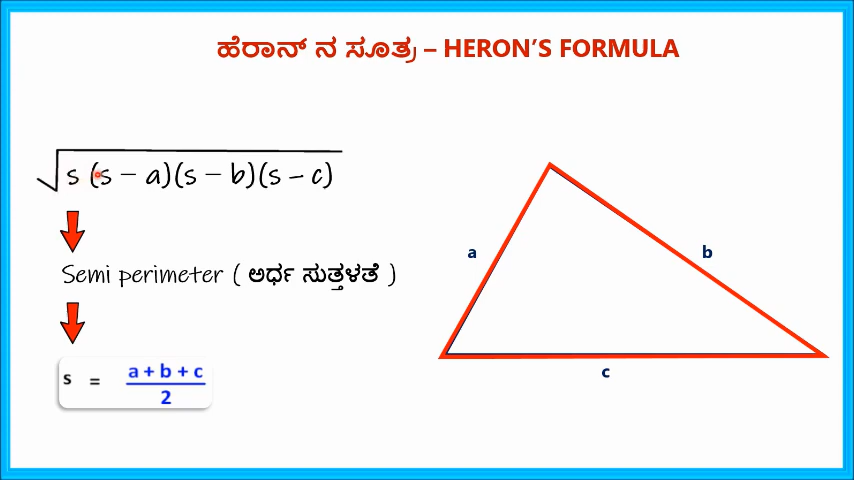 ಹೆರಾನ್ ನ ಸೂತ್ರ – HERON'S FORMULA
√s (s – a)(s – b)(s – c)
Semi perimeter ( ಅರ್ಧ ಸುತ್ತಳತೆ )
s = a + b + c
2
a
b
c